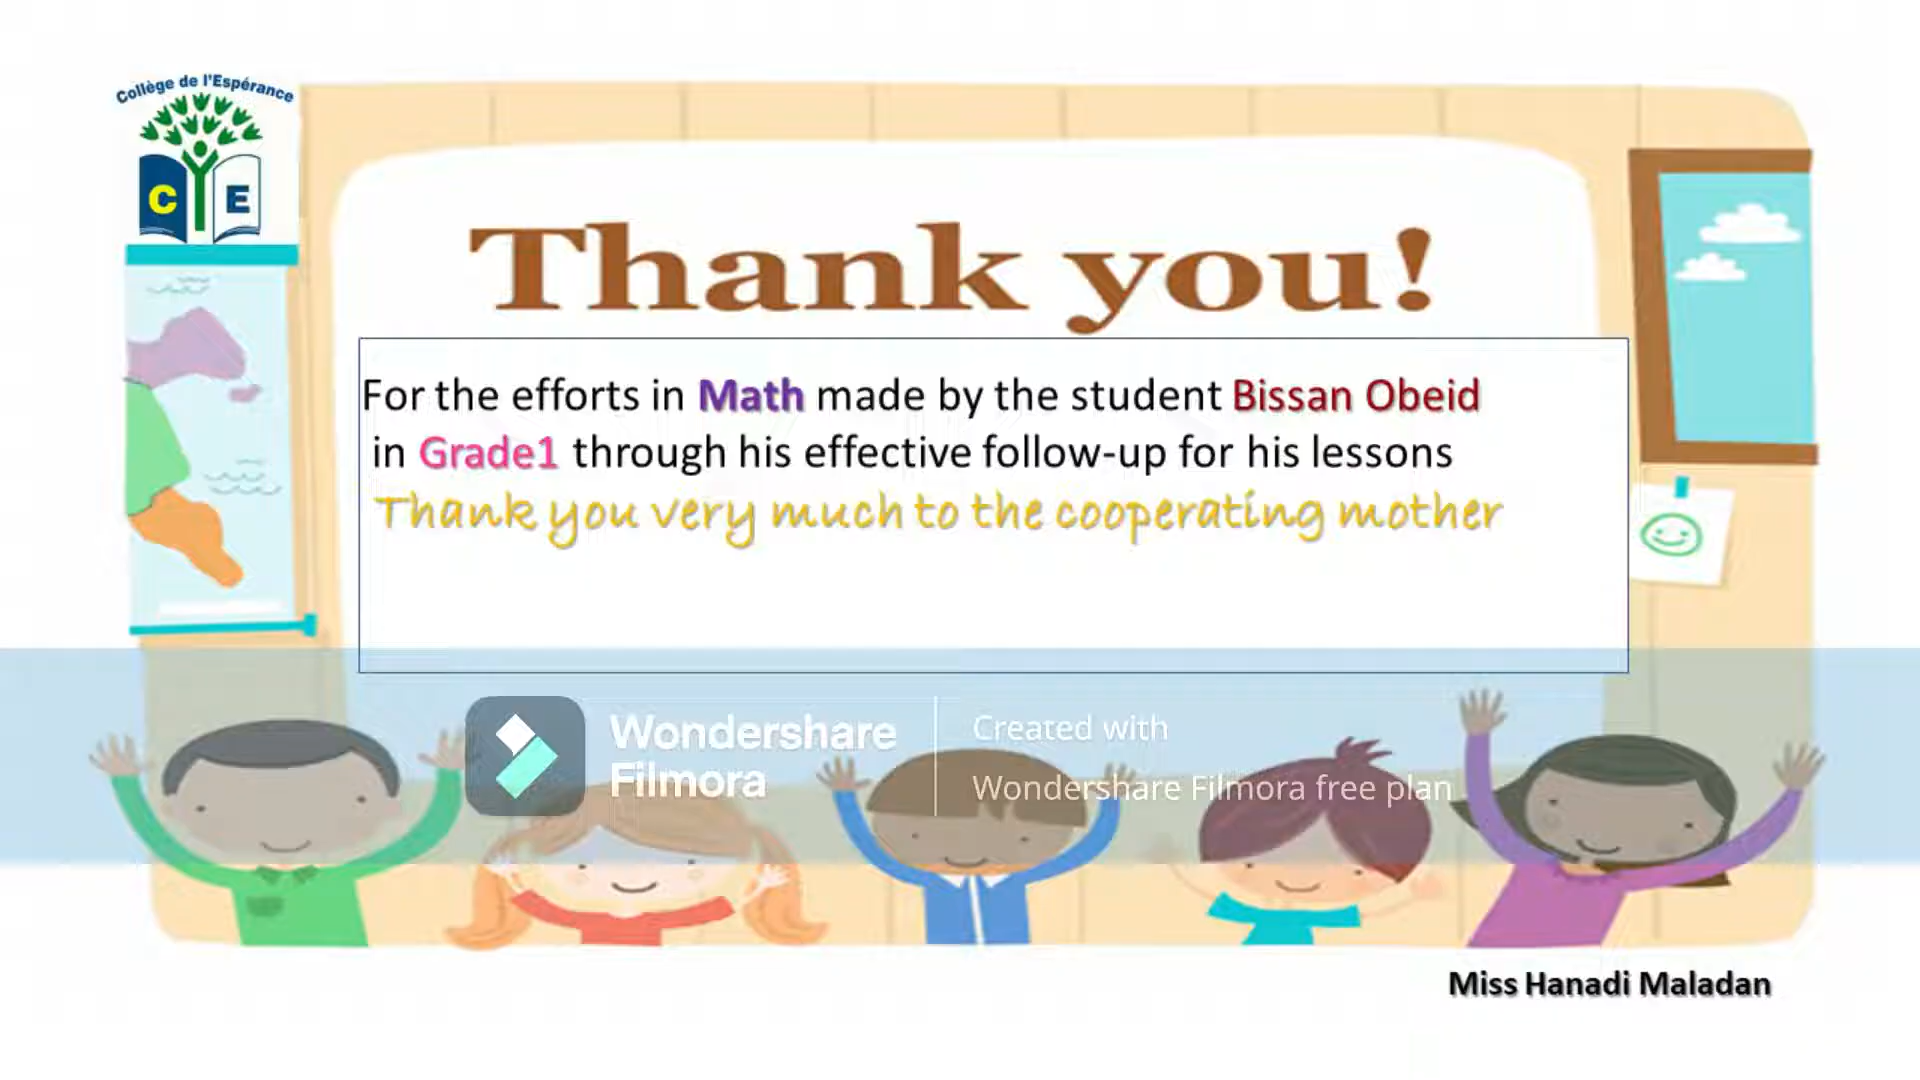 Collège de l'Espérance
C E
Thank you!
For the efforts in Math made by the student Bissan Obeid
in Grade1 through his effective follow-up for his lessons
Thank you very much to the cooperating mother
Wondershare
Filmora
Created with
Wondershare Filmora free plan
Miss Hanadi Maladan